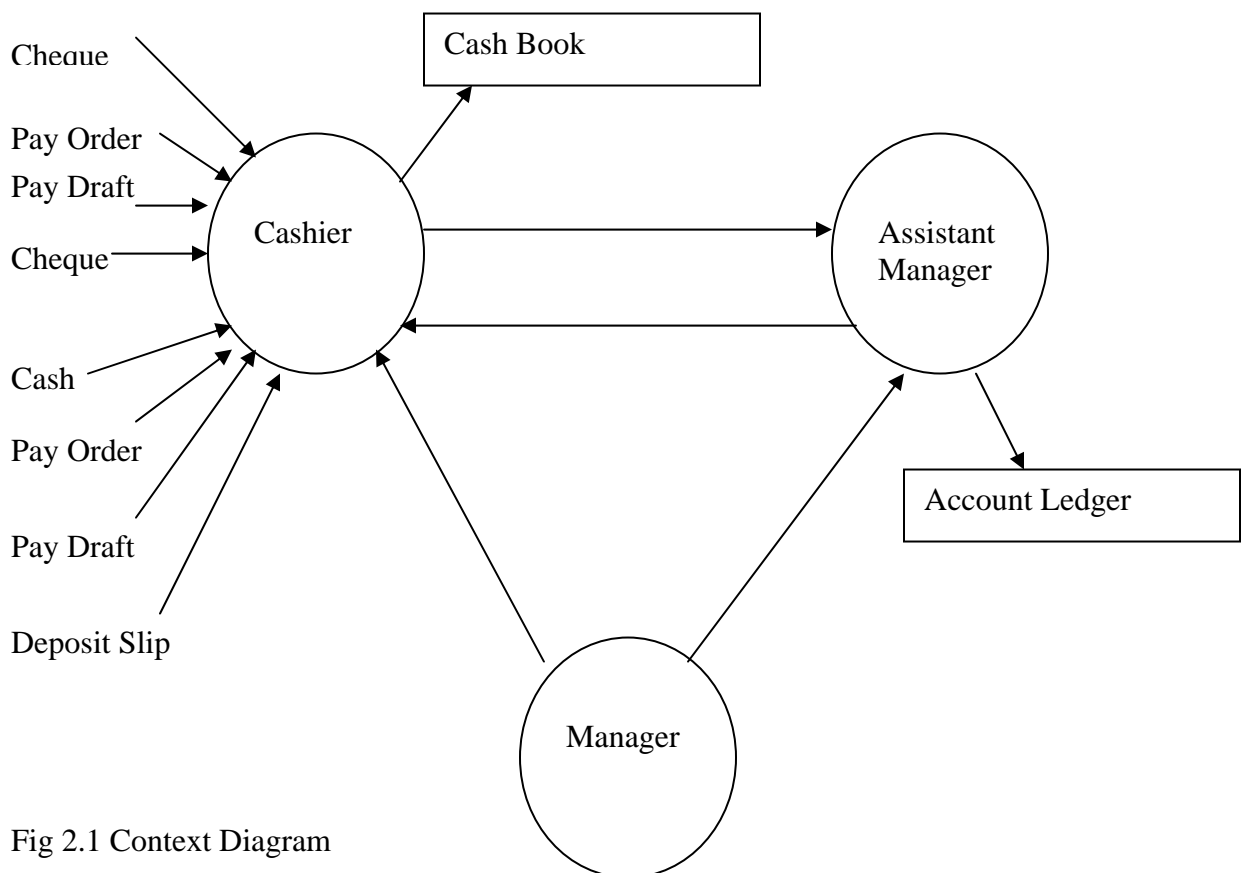 Cheque
Cash Book
Pay Order
Pay Draft
Cashier
Assistant
Manager
Cheque
Cash
Pay Order
Account Ledger
Pay Draft
Deposit Slip
Manager
Fig 2.1 Context Diagram